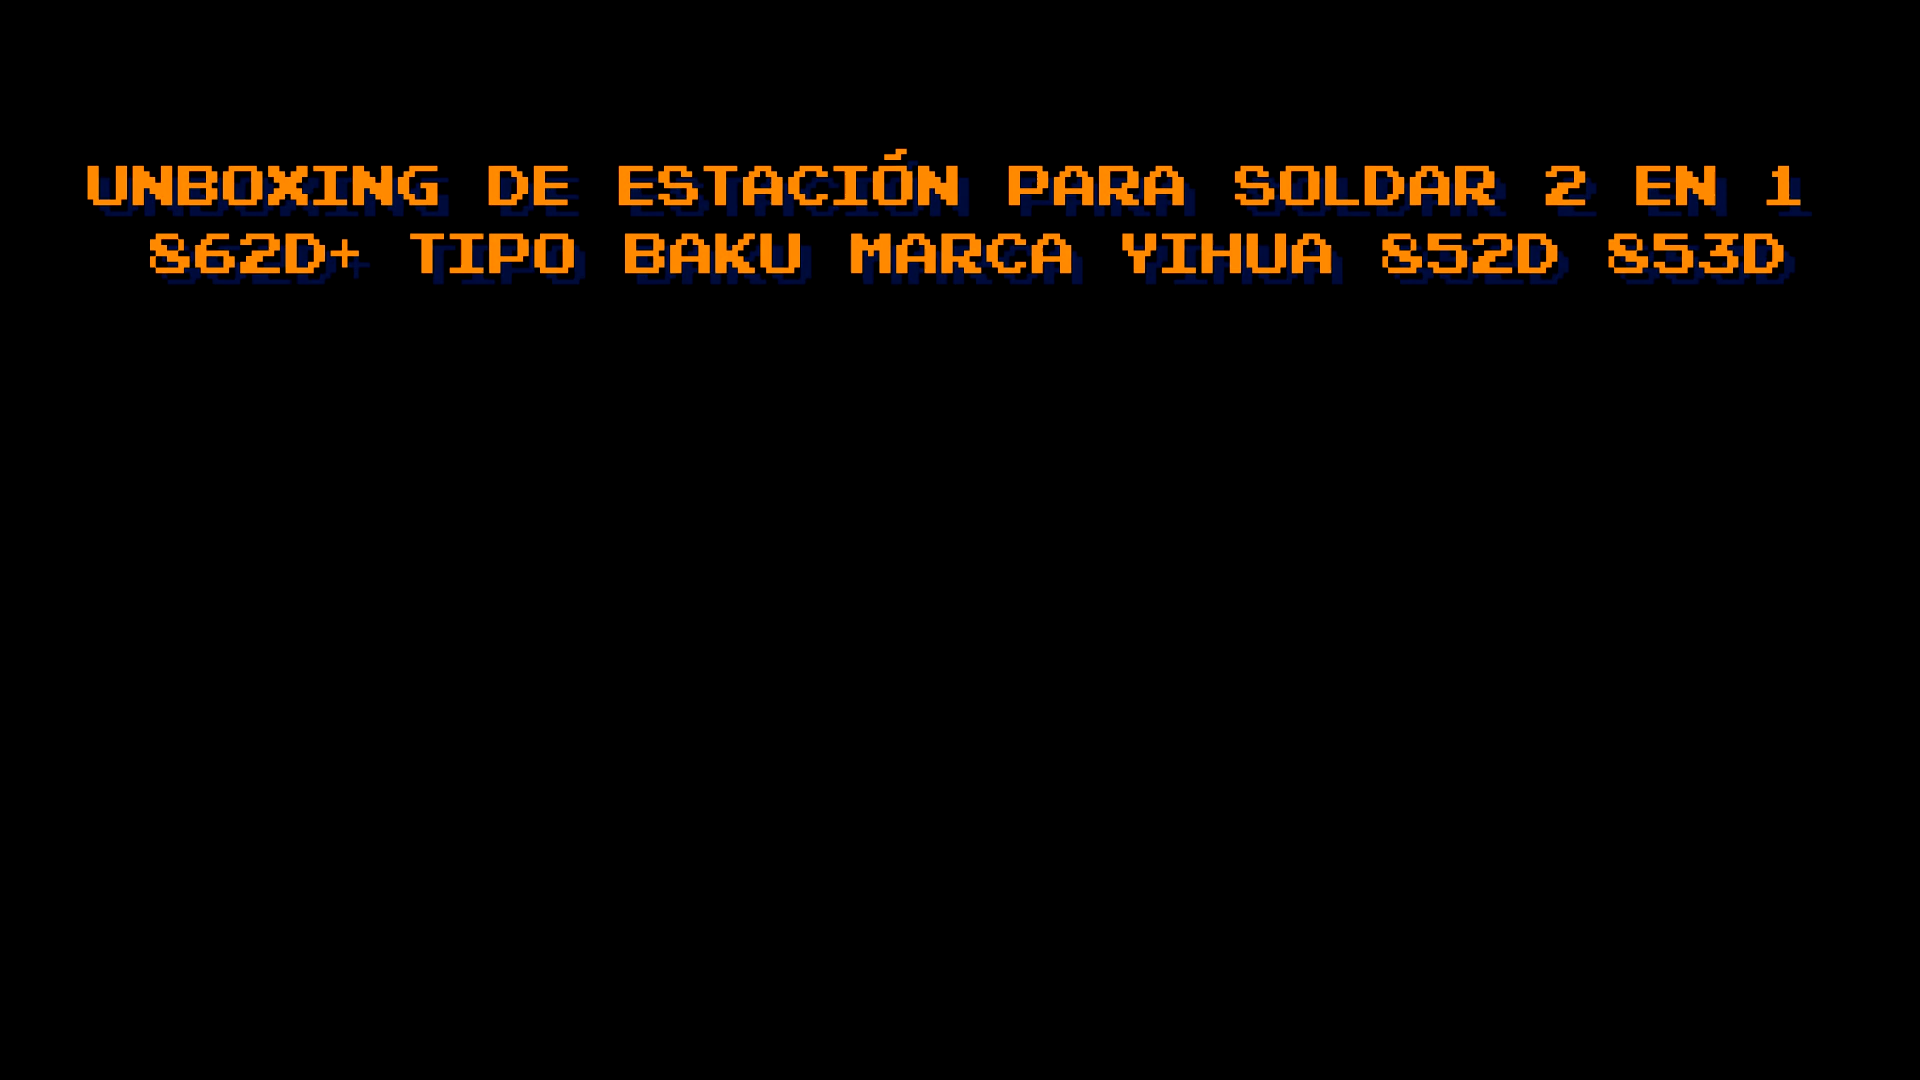 UNBOXING DE ESTACIÓN PARA SOLDAR 2 EN 1
862D+ TIPO BAKU MARCA YIHUA 852D 853D